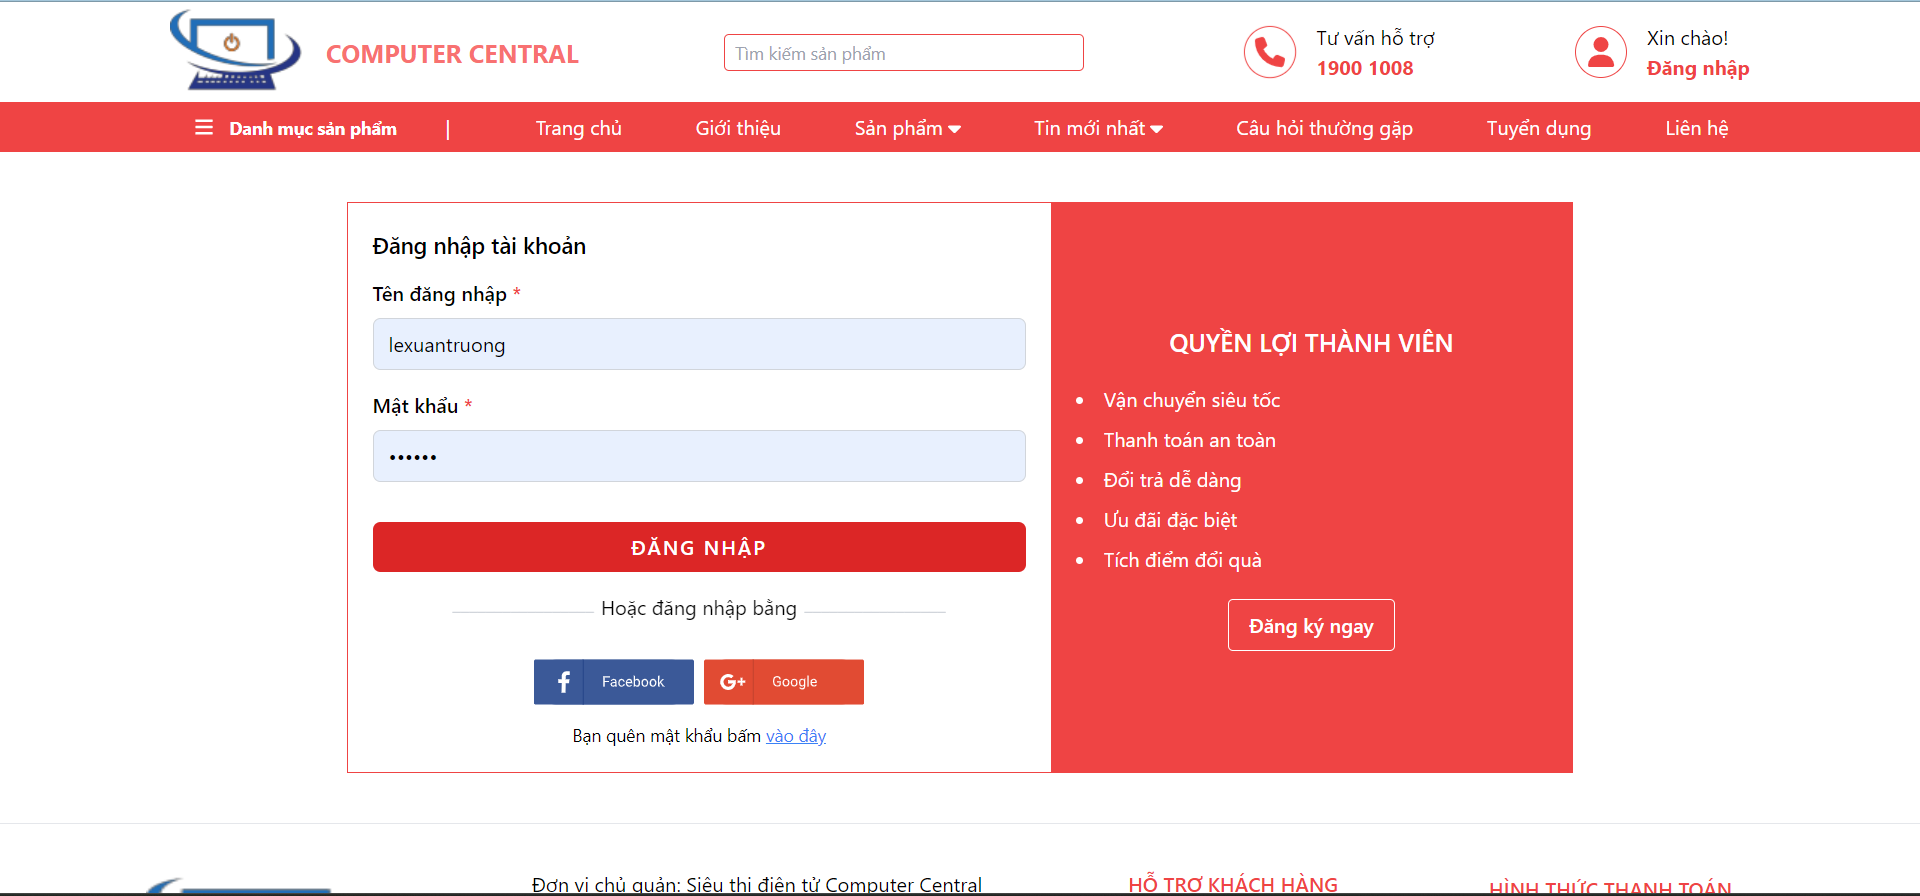 COMPUTER CENTRAL
Tìm kiếm sản phẩm
Tư vấn hỗ trợ
1900 1008
Xin chào!
Đăng nhập
Danh mục sản phẩm
|
Trang chủ
Giới thiệu
Sản phẩm
Tin mới nhất
Câu hỏi thường gặp
Tuyển dụng
Liên hệ
Đăng nhập tài khoản
Tên đăng nhập *
lexuantruong
Mật khẩu *
••••••
ĐĂNG NHẬP
Hoặc đăng nhập bằng
Facebook
G+ Google
Bạn quên mật khẩu bấm vào đây
QUYỀN LỢI THÀNH VIÊN
• Vận chuyển siêu tốc
• Thanh toán an toàn
• Đổi trả dễ dàng
• Ưu đãi đặc biệt
• Tích điểm đổi quà
Đăng ký ngay
Đơn vị chủ quản: Siêu thị điện tử Computer Central
HỖ TRỢ KHÁCH HÀNG
HÌNH THỨC THANH TOÁN